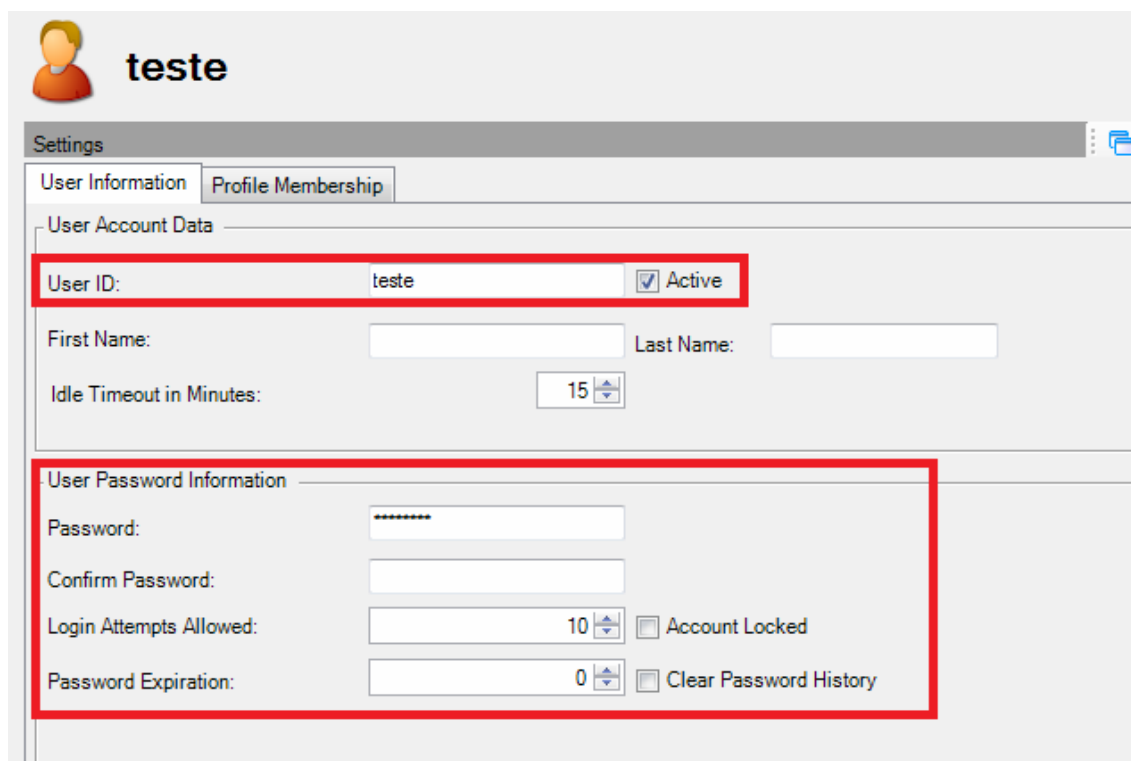 teste
Settings
User Information Profile Membership
User Account Data
User ID: teste Active
First Name: Last Name:
Idle Timeout in Minutes: 15
User Password Information
Password: ********
Confirm Password:
Login Attempts Allowed: 10 Account Locked
Password Expiration: 0 Clear Password History